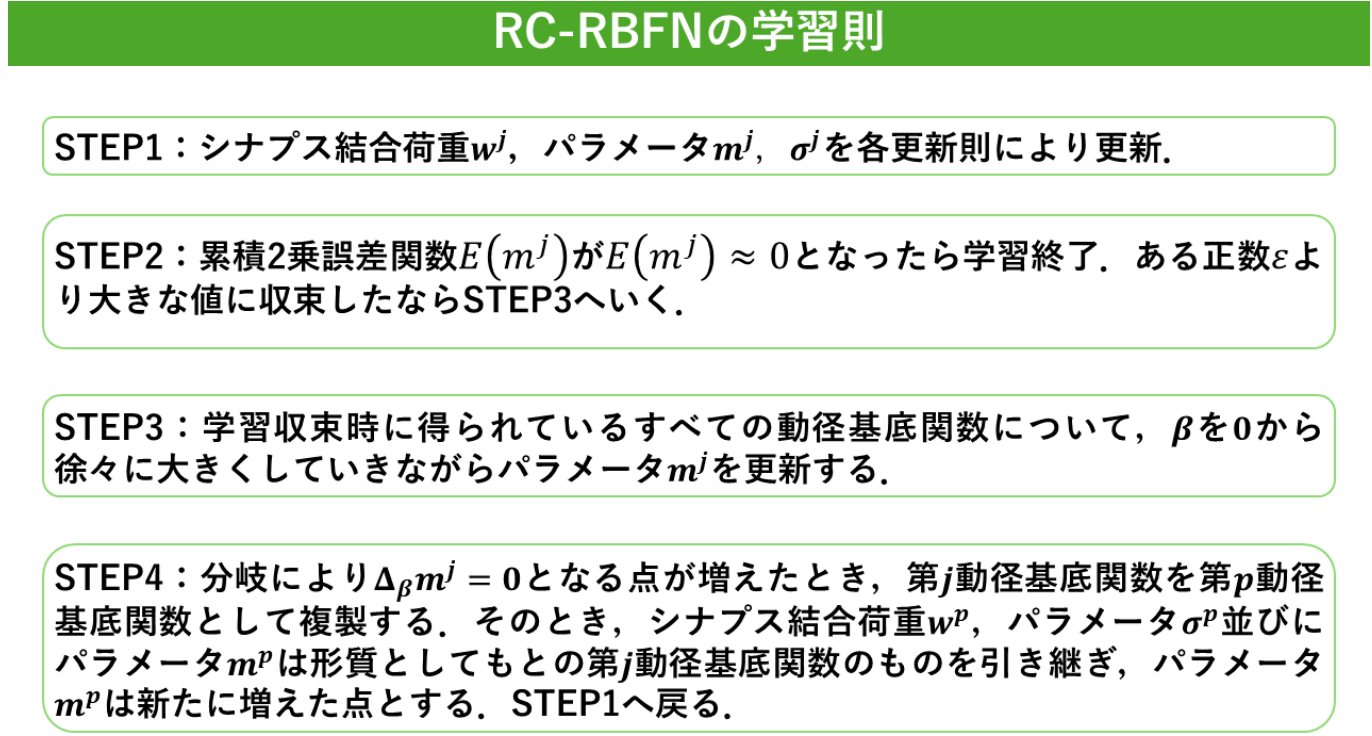 RC-RBFNの学習則
STEP1：シナプス結合荷重w^j，パラメータm^j，σ^jを各更新則により更新．
STEP2：累積2乗誤差関数E(m^j)がE(m^j) ≈ 0となったら学習終了．ある正数εよ
り大きな値に収束したならSTEP3へいく．
STEP3：学習収束時に得られているすべての動径基底関数について，βを0から
徐々に大きくしていきながらパラメータm^jを更新する．
STEP4：分岐によりΔ_βm^j = 0となる点が増えたとき，第j動径基底関数を第p動径
基底関数として複製する．そのとき，シナプス結合荷重w^p，パラメータσ^p並びに
パラメータm^pは形質としてもとの第j動径基底関数のものを引き継ぎ，パラメータ
m^pは新たに増えた点とする．STEP1へ戻る．